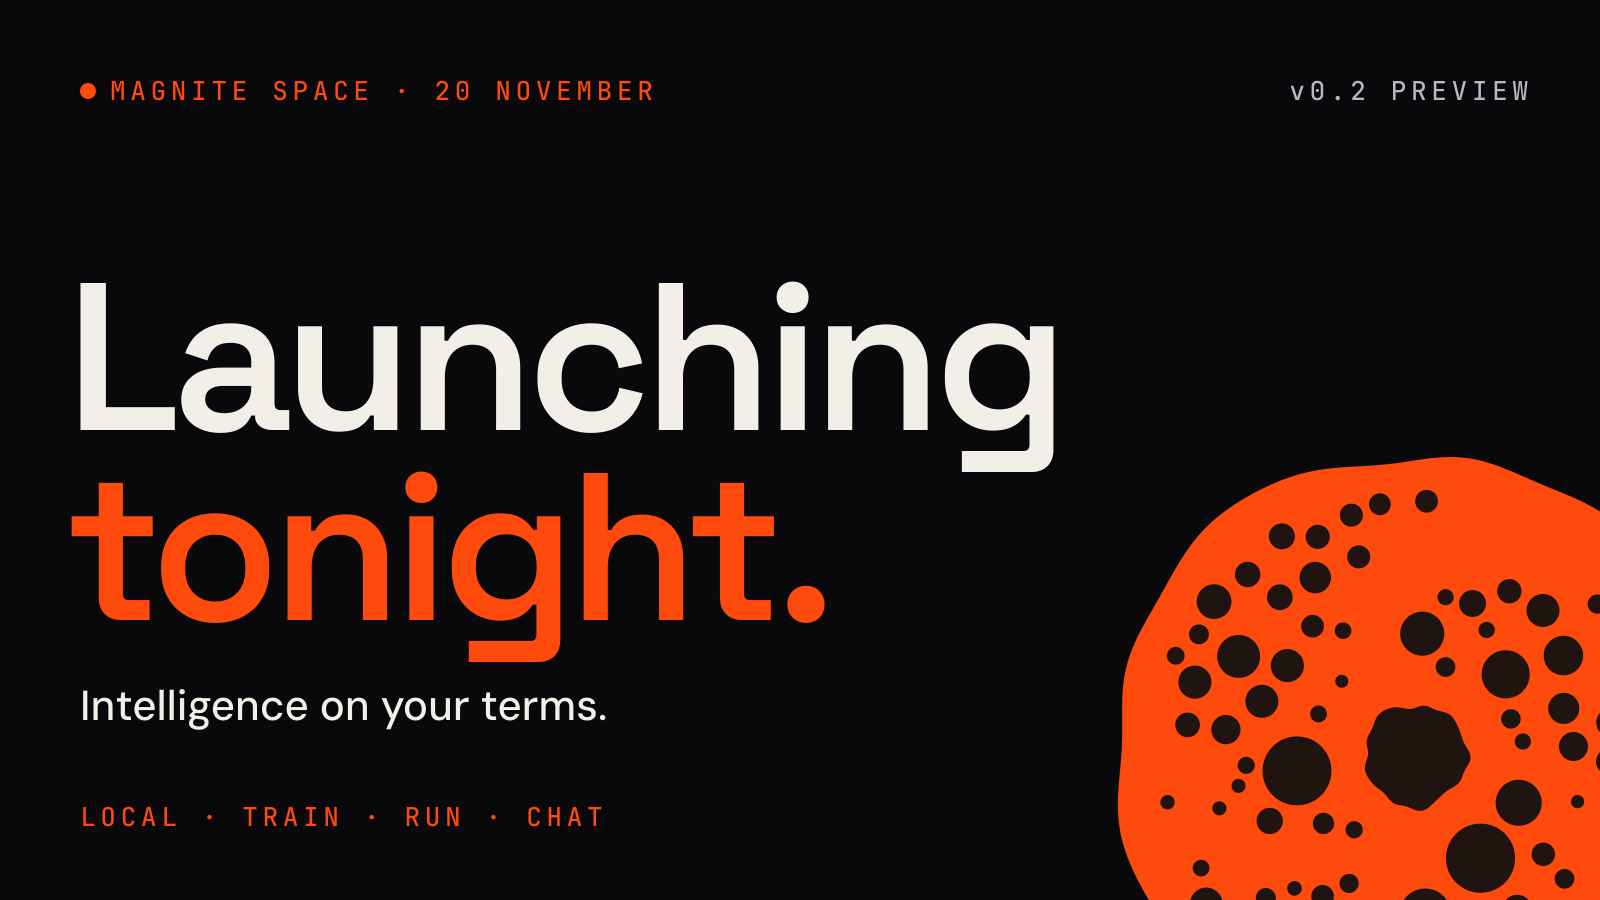 MAGNITE SPACE · 20 NOVEMBER
v0.2 PREVIEW
Launching
tonight.
Intelligence on your terms.
LOCAL · TRAIN · RUN · CHAT